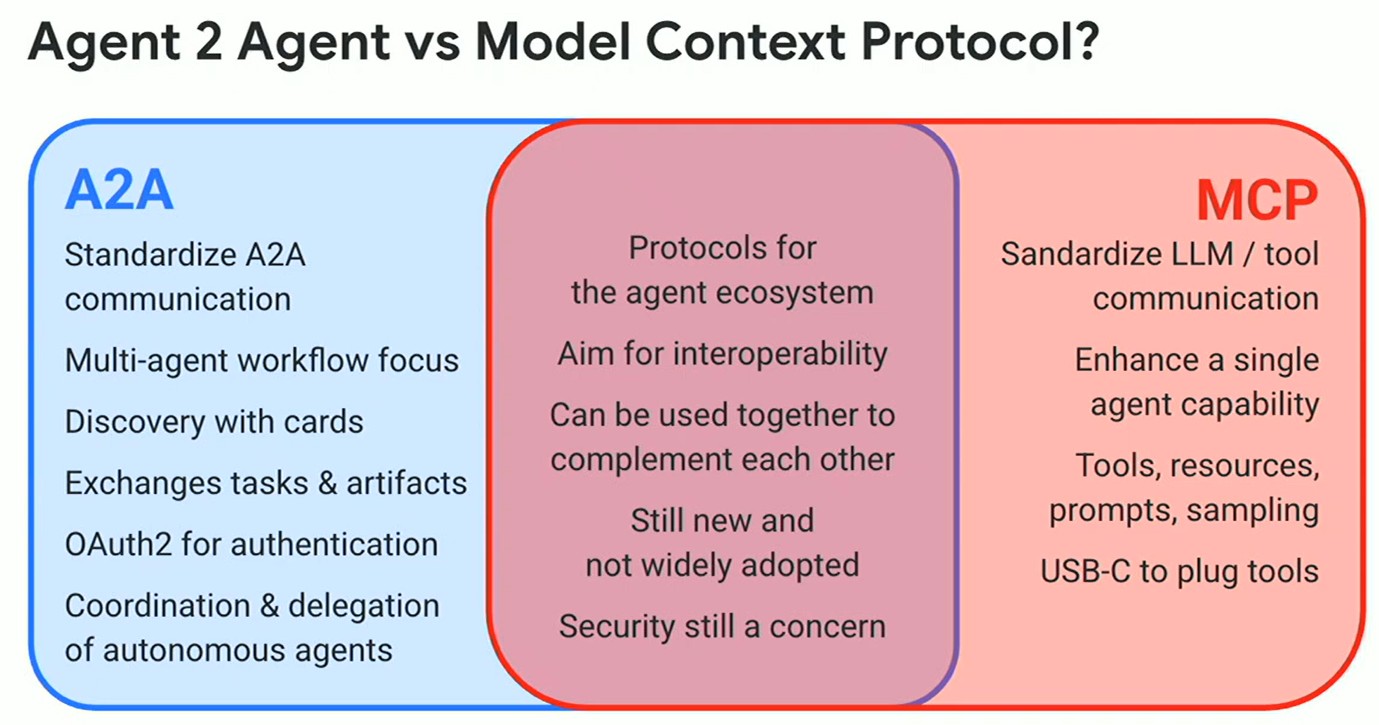 Agent 2 Agent vs Model Context Protocol?
A2A
Standardize A2A
communication
Multi-agent workflow focus
Discovery with cards
Exchanges tasks & artifacts
OAuth2 for authentication
Coordination & delegation
of autonomous agents
Protocols for
the agent ecosystem
Aim for interoperability
Can be used together to
complement each other
Still new and
not widely adopted
Security still a concern
MCP
Sandardize LLM / tool
communication
Enhance a single
agent capability
Tools, resources,
prompts, sampling
USB-C to plug tools